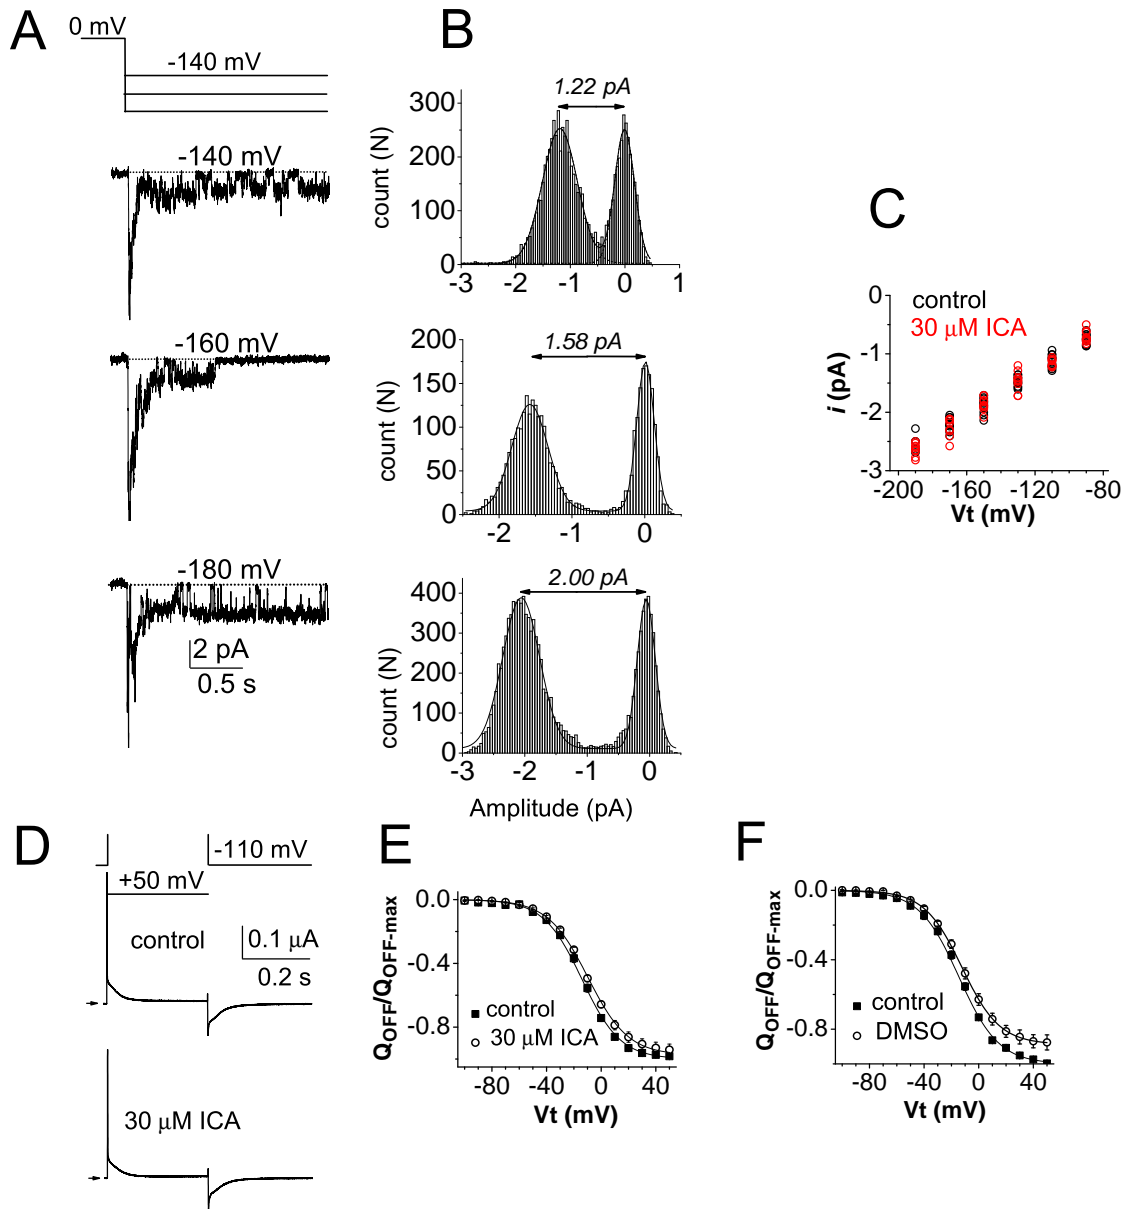 A
0 mV
-140 mV
-140 mV
-160 mV
-180 mV
2 pA
0.5 s
B
1.22 pA
300
200
100
0
count (N)
-3 -2 -1 0 1
1.58 pA
200
150
100
50
0
count (N)
-2 -1 0
2.00 pA
400
300
200
100
0
count (N)
-3 -2 -1 0
Amplitude (pA)
C
control
30 μM ICA
0
-1
-2
-3
i (pA)
-200 -160 -120 -80
Vt (mV)
D
-110 mV
+50 mV
control
0.1 μA
0.2 s
30 μM ICA
E
0.0
-0.4
-0.8
QOFF/QOFF-max
control
30 μM ICA
-80 -40 0 40
Vt (mV)
F
0.0
-0.4
-0.8
QOFF/QOFF-max
control
DMSO
-80 -40 0 40
Vt (mV)